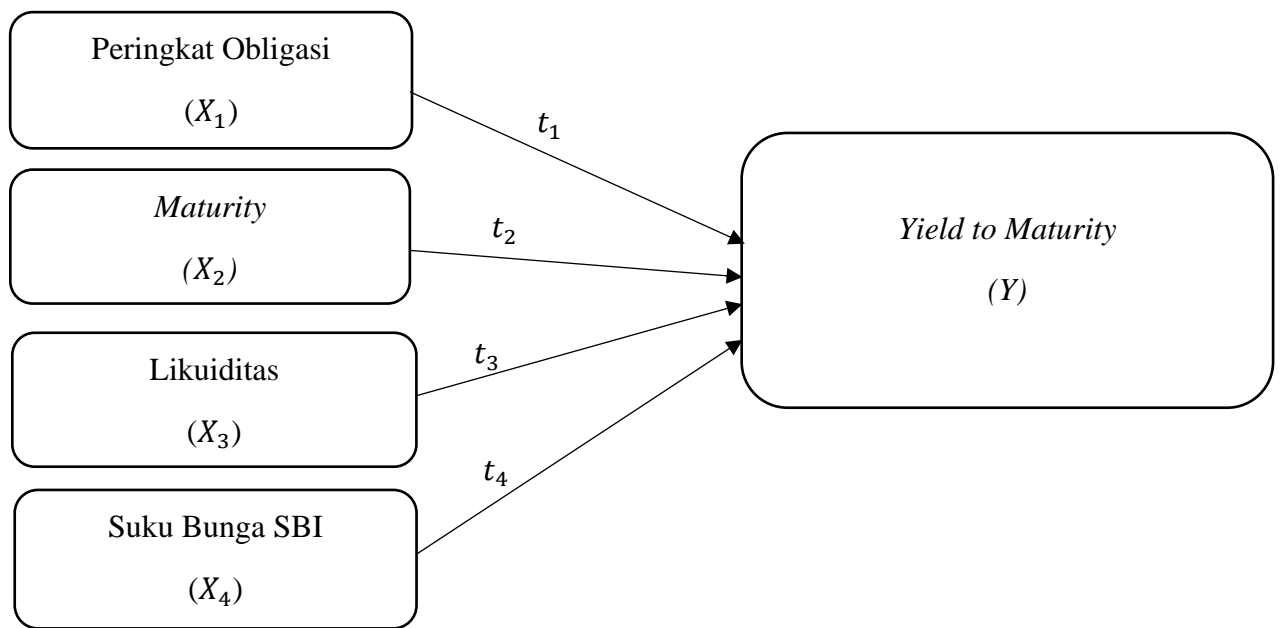 Peringkat Obligasi
(X₁)
t₁
Maturity
(X₂)
t₂
Yield to Maturity
(Y)
Likuiditas
(X₃)
t₃
Suku Bunga SBI
(X₄)
t₄